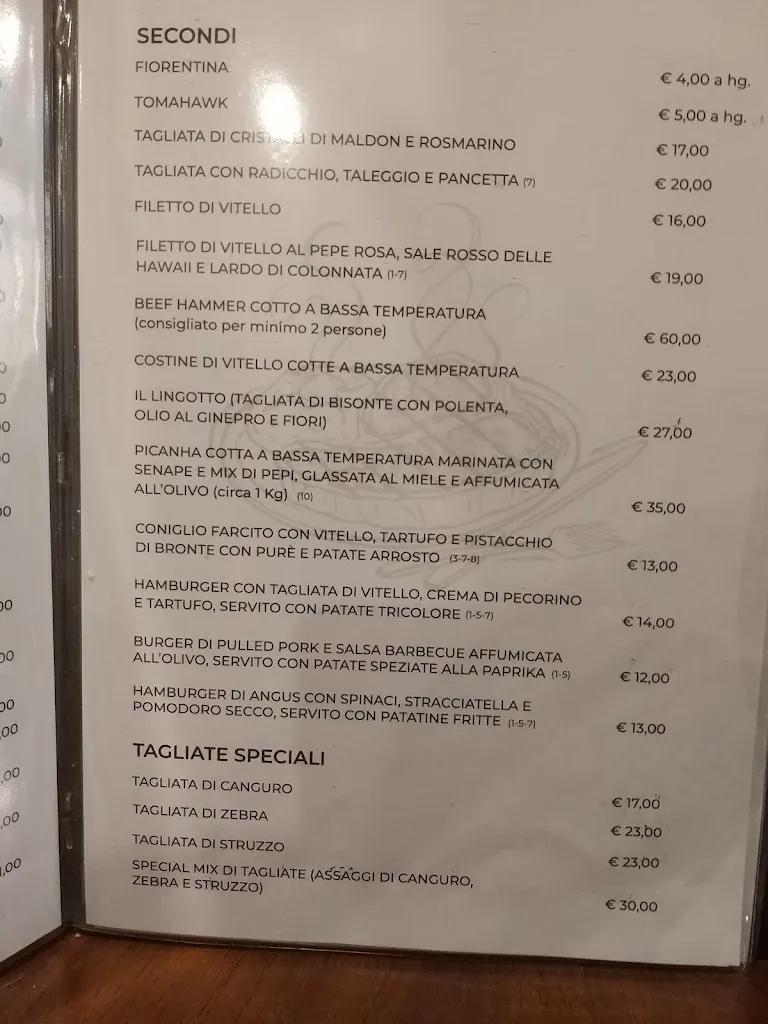 SECONDI
FIORENTINA € 4,00 a hg.
TOMAHAWK € 5,00 a hg.
TAGLIATA DI DI MALDON E ROSMARINO € 17,00
TAGLIATA CON RADICCHIO, TALEGGIO E PANCETTA (7) € 20,00
FILETTO DI VITELLO € 16,00
FILETTO DI VITELLO AL PEPE ROSA, SALE ROSSO DELLE
HAWAII E LARDO DI COLONNATA (1-7) € 19,00
BEEF HAMMER COTTO A BASSA TEMPERATURA
(consigliato per minimo 2 persone) € 60,00
COSTINE DI VITELLO COTTE A BASSA TEMPERATURA € 23,00
IL LINGOTTO (TAGLIATA DI BISONTE CON POLENTA,
OLIO AL GINEPRO E FIORI) € 27,00
PICANHA COTTA A BASSA TEMPERATURA MARINATA CON
SENAPE E MIX DI PEPI, GLASSATA AL MIELE E AFFUMICATA
ALL'OLIVO (circa 1 Kg) (10) € 35,00
CONIGLIO FARCITO CON VITELLO, TARTUFO E PISTACCHIO
DI BRONTE CON PURÈ E PATATE ARROSTO (3-7-8) € 13,00
HAMBURGER CON TAGLIATA DI VITELLO, CREMA DI PECORINO
E TARTUFO, SERVITO CON PATATE TRICOLORE (1-5-7) € 14,00
BURGER DI PULLED PORK E SALSA BARBECUE AFFUMICATA
ALL'OLIVO, SERVITO CON PATATE SPEZIATE ALLA PAPRIKA (1-5) € 12,00
HAMBURGER DI ANGUS CON SPINACI, STRACCIATELLA E
POMODORO SECCO, SERVITO CON PATATINE FRITTE (1-5-7) € 13,00
TAGLIATE SPECIALI
TAGLIATA DI CANGURO € 17,00
TAGLIATA DI ZEBRA € 23,00
TAGLIATA DI STRUZZO € 23,00
SPECIAL MIX DI TAGLIATE (ASSAGGI DI CANGURO,
ZEBRA E STRUZZO) € 30,00